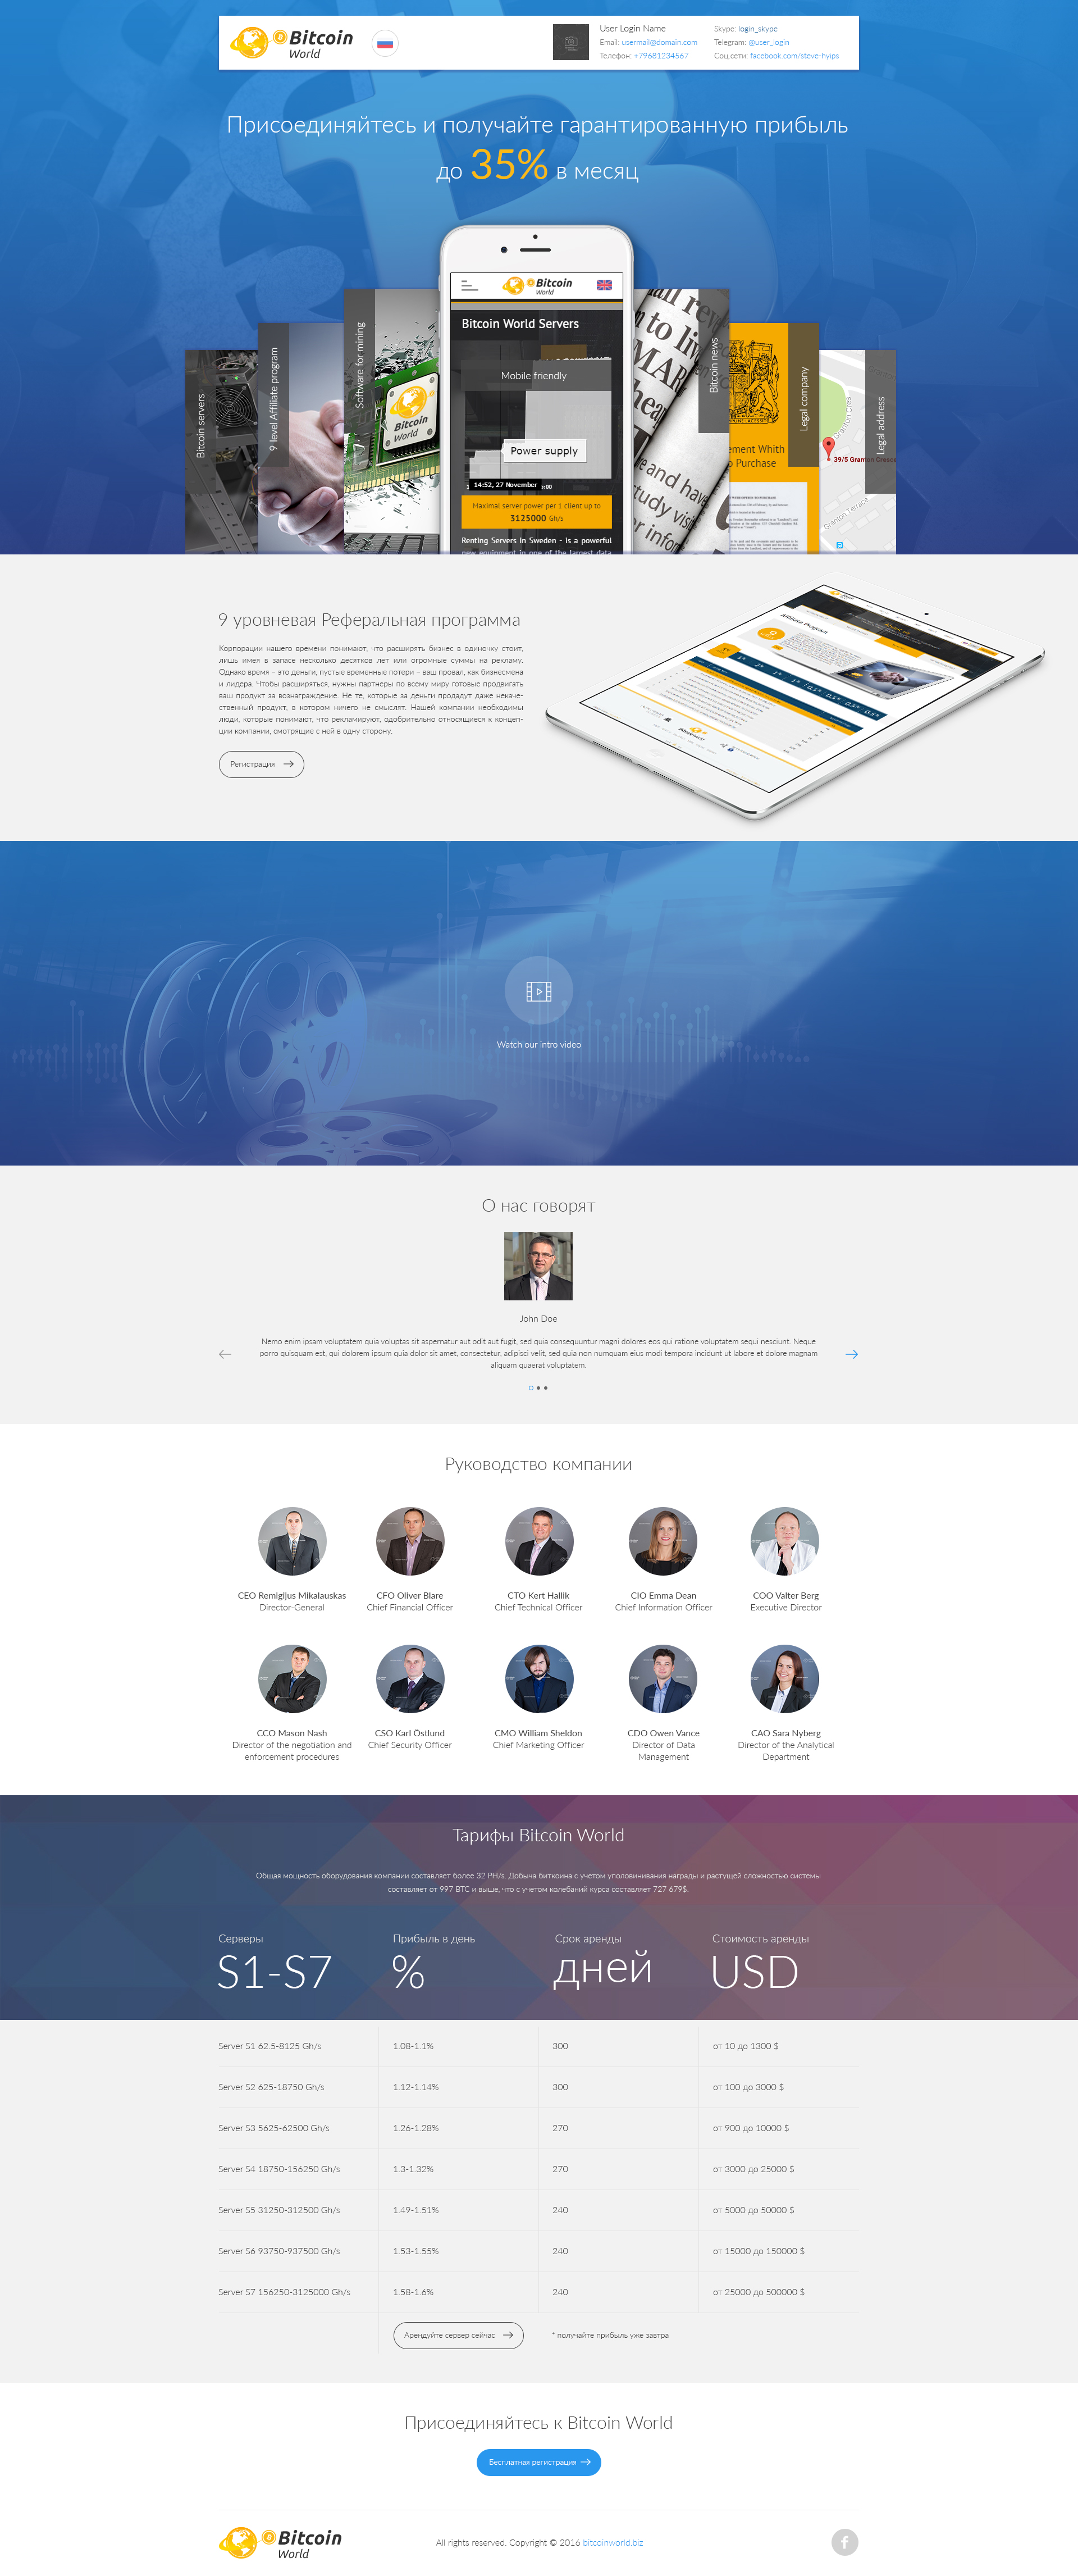 Bitcoin
World
User Login Name
Email: usermail@domain.com
Телефон: +79681234567
Skype: login_skype
Telegram: @user_login
Соц.сети: facebook.com/steve-hyips
Присоединяйтесь и получайте гарантированную прибыль
до 35% в месяц
Bitcoin servers
9 level Affiliate program
Software for mining
Bitcoin
World
Bitcoin
World
Bitcoin World Servers
Mobile friendly
Power supply
14:52, 27 November
Maximal server power per 1 client up to
3125000 Gh/s
Renting Servers in Sweden - is a powerful
new equipment in one of the largest data
Bitcoin news
Legal company
Legal address
39/5 Granton Crescent
Granton Terrace
9 уровневая Реферальная программа
Корпорации нашего времени понимают, что расширять бизнес в одиночку стоит,
лишь имея в запасе несколько десятков лет или огромные суммы на рекламу.
Однако время – это деньги, пустые временные потери – ваш провал, как бизнесмена
и лидера. Чтобы расширяться, нужны партнеры по всему миру готовые продвигать
ваш продукт за вознаграждение. Не те, которые за деньги продадут даже некаче-
ственный продукт, в котором ничего не смыслят. Нашей компании необходимы
люди, которые понимают, что рекламируют, одобрительно относящиеся к концеп-
ции компании, смотрящие с ней в одну сторону.
Регистрация
Affiliate Program
Watch our intro video
О нас говорят
John Doe
Nemo enim ipsam voluptatem quia voluptas sit aspernatur aut odit aut fugit, sed quia consequuntur magni dolores eos qui ratione voluptatem sequi nesciunt. Neque
porro quisquam est, qui dolorem ipsum quia dolor sit amet, consectetur, adipisci velit, sed quia non numquam eius modi tempora incidunt ut labore et dolore magnam
aliquam quaerat voluptatem.
Руководство компании
CEO Remigijus Mikalauskas
Director-General
CFO Oliver Blare
Chief Financial Officer
CTO Kert Hallik
Chief Technical Officer
CIO Emma Dean
Chief Information Officer
COO Valter Berg
Executive Director
CCO Mason Nash
Director of the negotiation and
enforcement procedures
CSO Karl Östlund
Chief Security Officer
CMO William Sheldon
Chief Marketing Officer
CDO Owen Vance
Director of Data
Management
CAO Sara Nyberg
Director of the Analytical
Department
Тарифы Bitcoin World
Общая мощность оборудования компании составляет более 32 PH/s. Добыча биткоина с учетом уполовинивания награды и растущей сложностью системы
составляет от 997 BTC и выше, что с учетом колебаний курса составляет 727 679$.
Серверы
S1-S7
Прибыль в день
%
Срок аренды
дней
Стоимость аренды
USD
Server S1 62.5-8125 Gh/s 1.08-1.1% 300 от 10 до 1300 $
Server S2 625-18750 Gh/s 1.12-1.14% 300 от 100 до 3000 $
Server S3 5625-62500 Gh/s 1.26-1.28% 270 от 900 до 10000 $
Server S4 18750-156250 Gh/s 1.3-1.32% 270 от 3000 до 25000 $
Server S5 31250-312500 Gh/s 1.49-1.51% 240 от 5000 до 50000 $
Server S6 93750-937500 Gh/s 1.53-1.55% 240 от 15000 до 150000 $
Server S7 156250-3125000 Gh/s 1.58-1.6% 240 от 25000 до 500000 $
Арендуйте сервер сейчас
* получайте прибыль уже завтра
Присоединяйтесь к Bitcoin World
Бесплатная регистрация
Bitcoin
World
All rights reserved. Copyright © 2016 bitcoinworld.biz